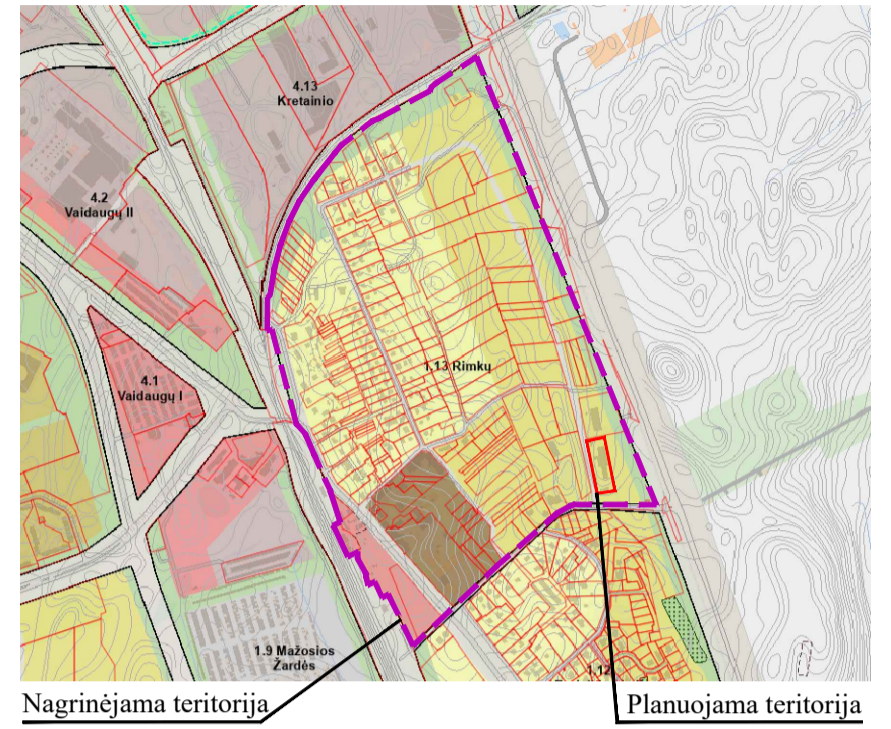 4.13
Kretainio
4.2
Vaidaugų II
1.13 Rimkų
4.1
Vaidaugų I
1.9 Mažosios
Žardės
1.12
Nagrinėjama teritorija
Planuojama teritorija